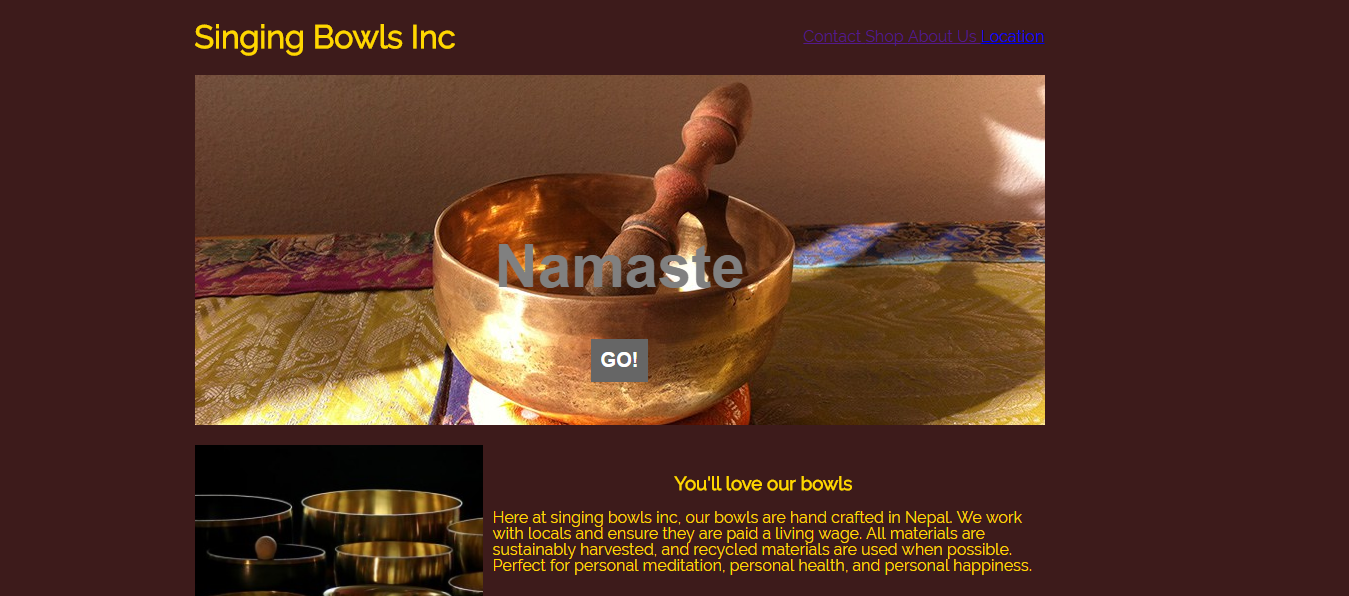 Singing Bowls Inc
Contact Shop About Us Location
Namaste
GO!
You'll love our bowls
Here at singing bowls inc, our bowls are hand crafted in Nepal. We work
with locals and ensure they are paid a living wage. All materials are
sustainably harvested, and recycled materials are used when possible.
Perfect for personal meditation, personal health, and personal happiness.